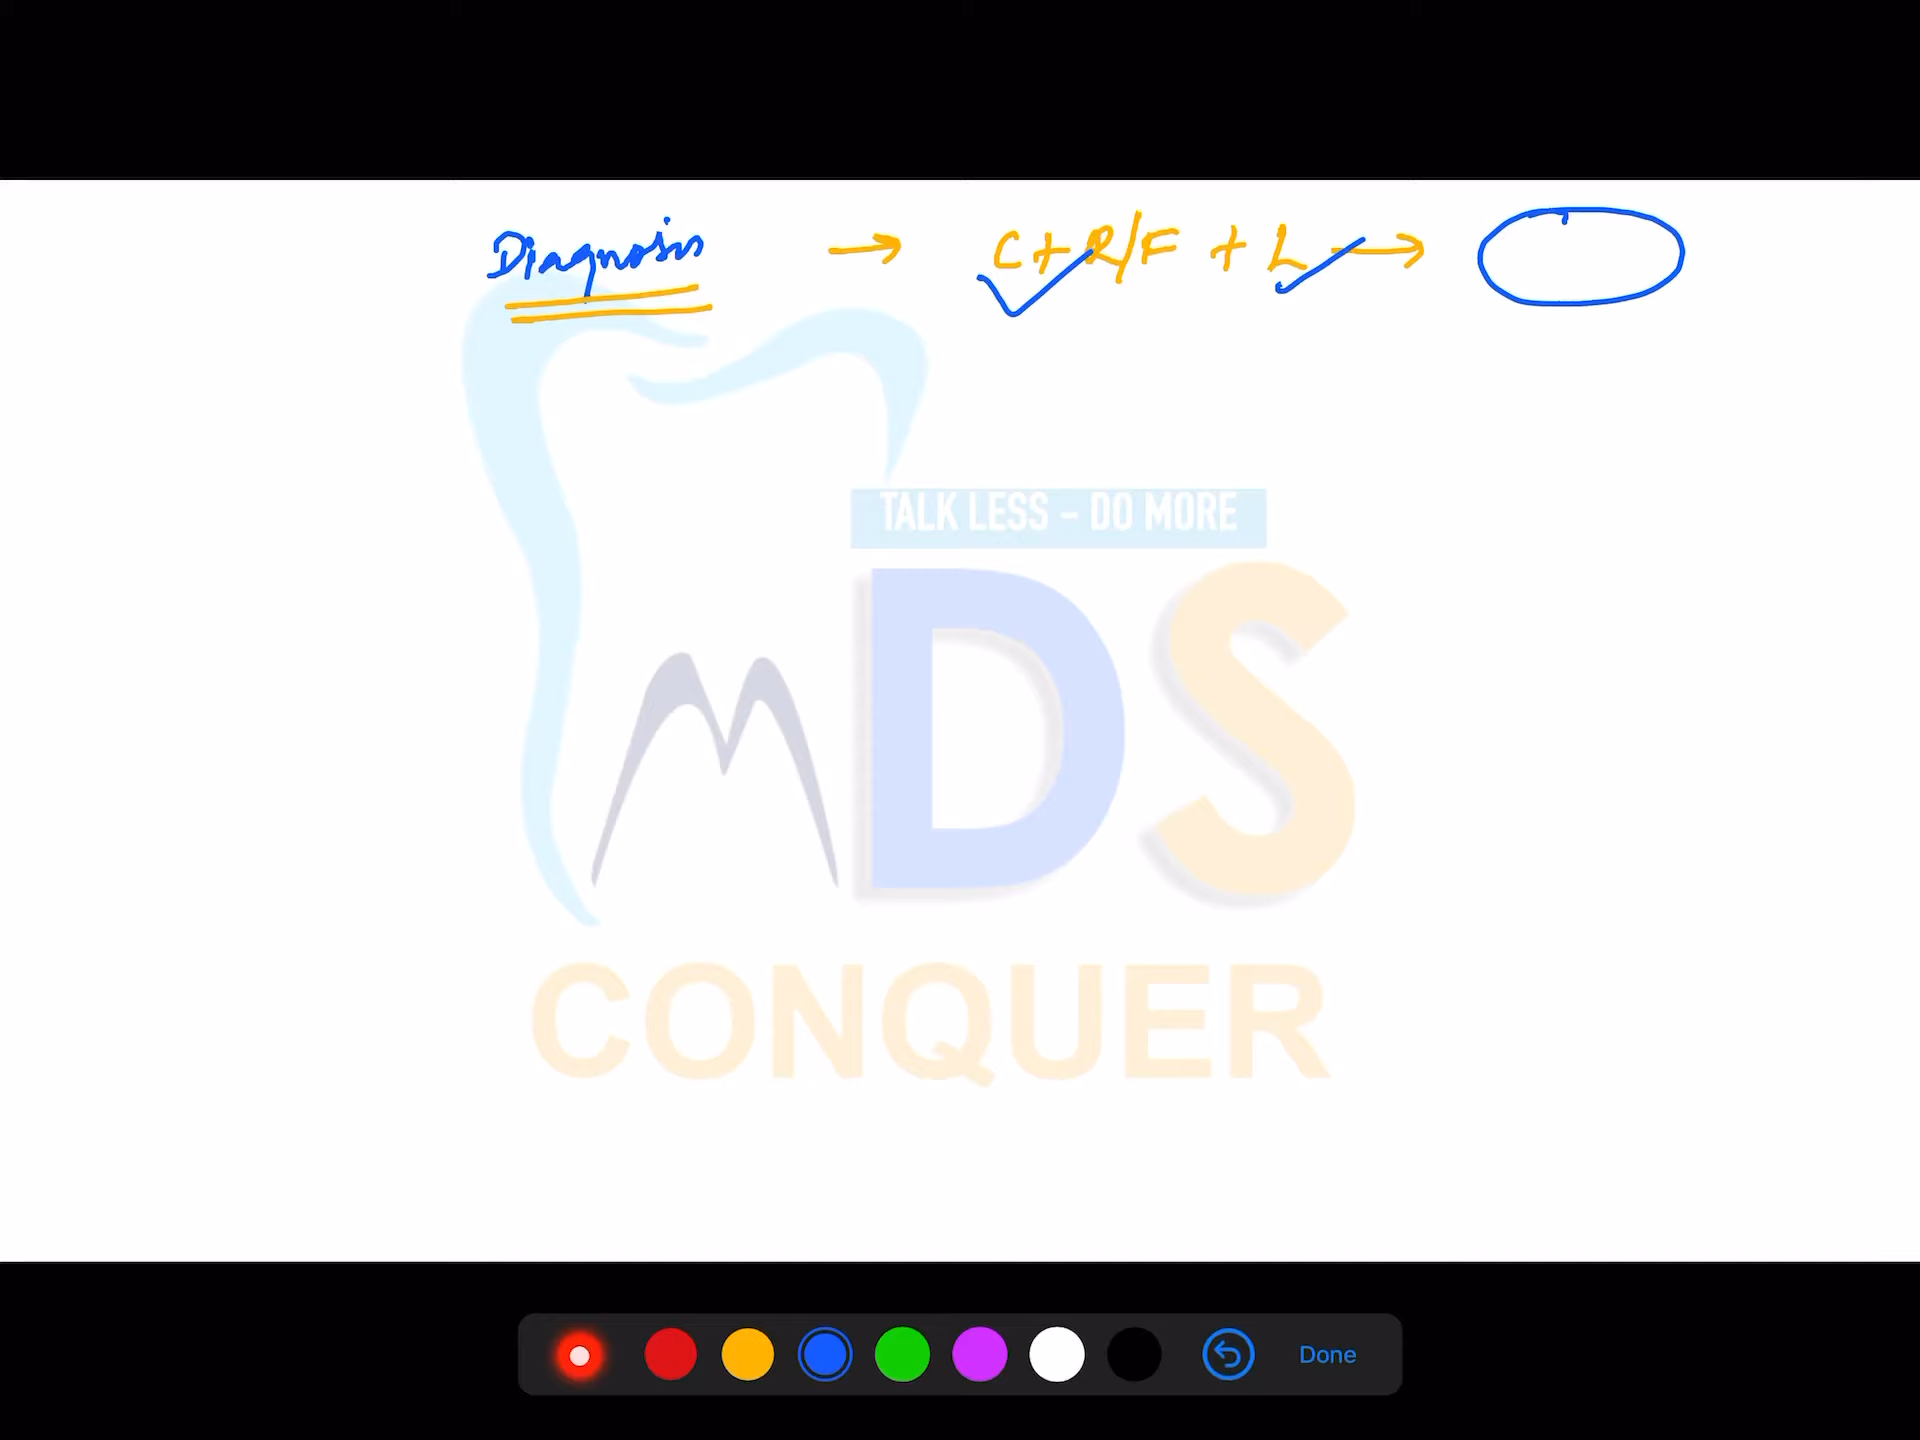 Diagnosis → C+R/F + L →
TALK LESS - DO MORE
MDS
CONQUER
Done